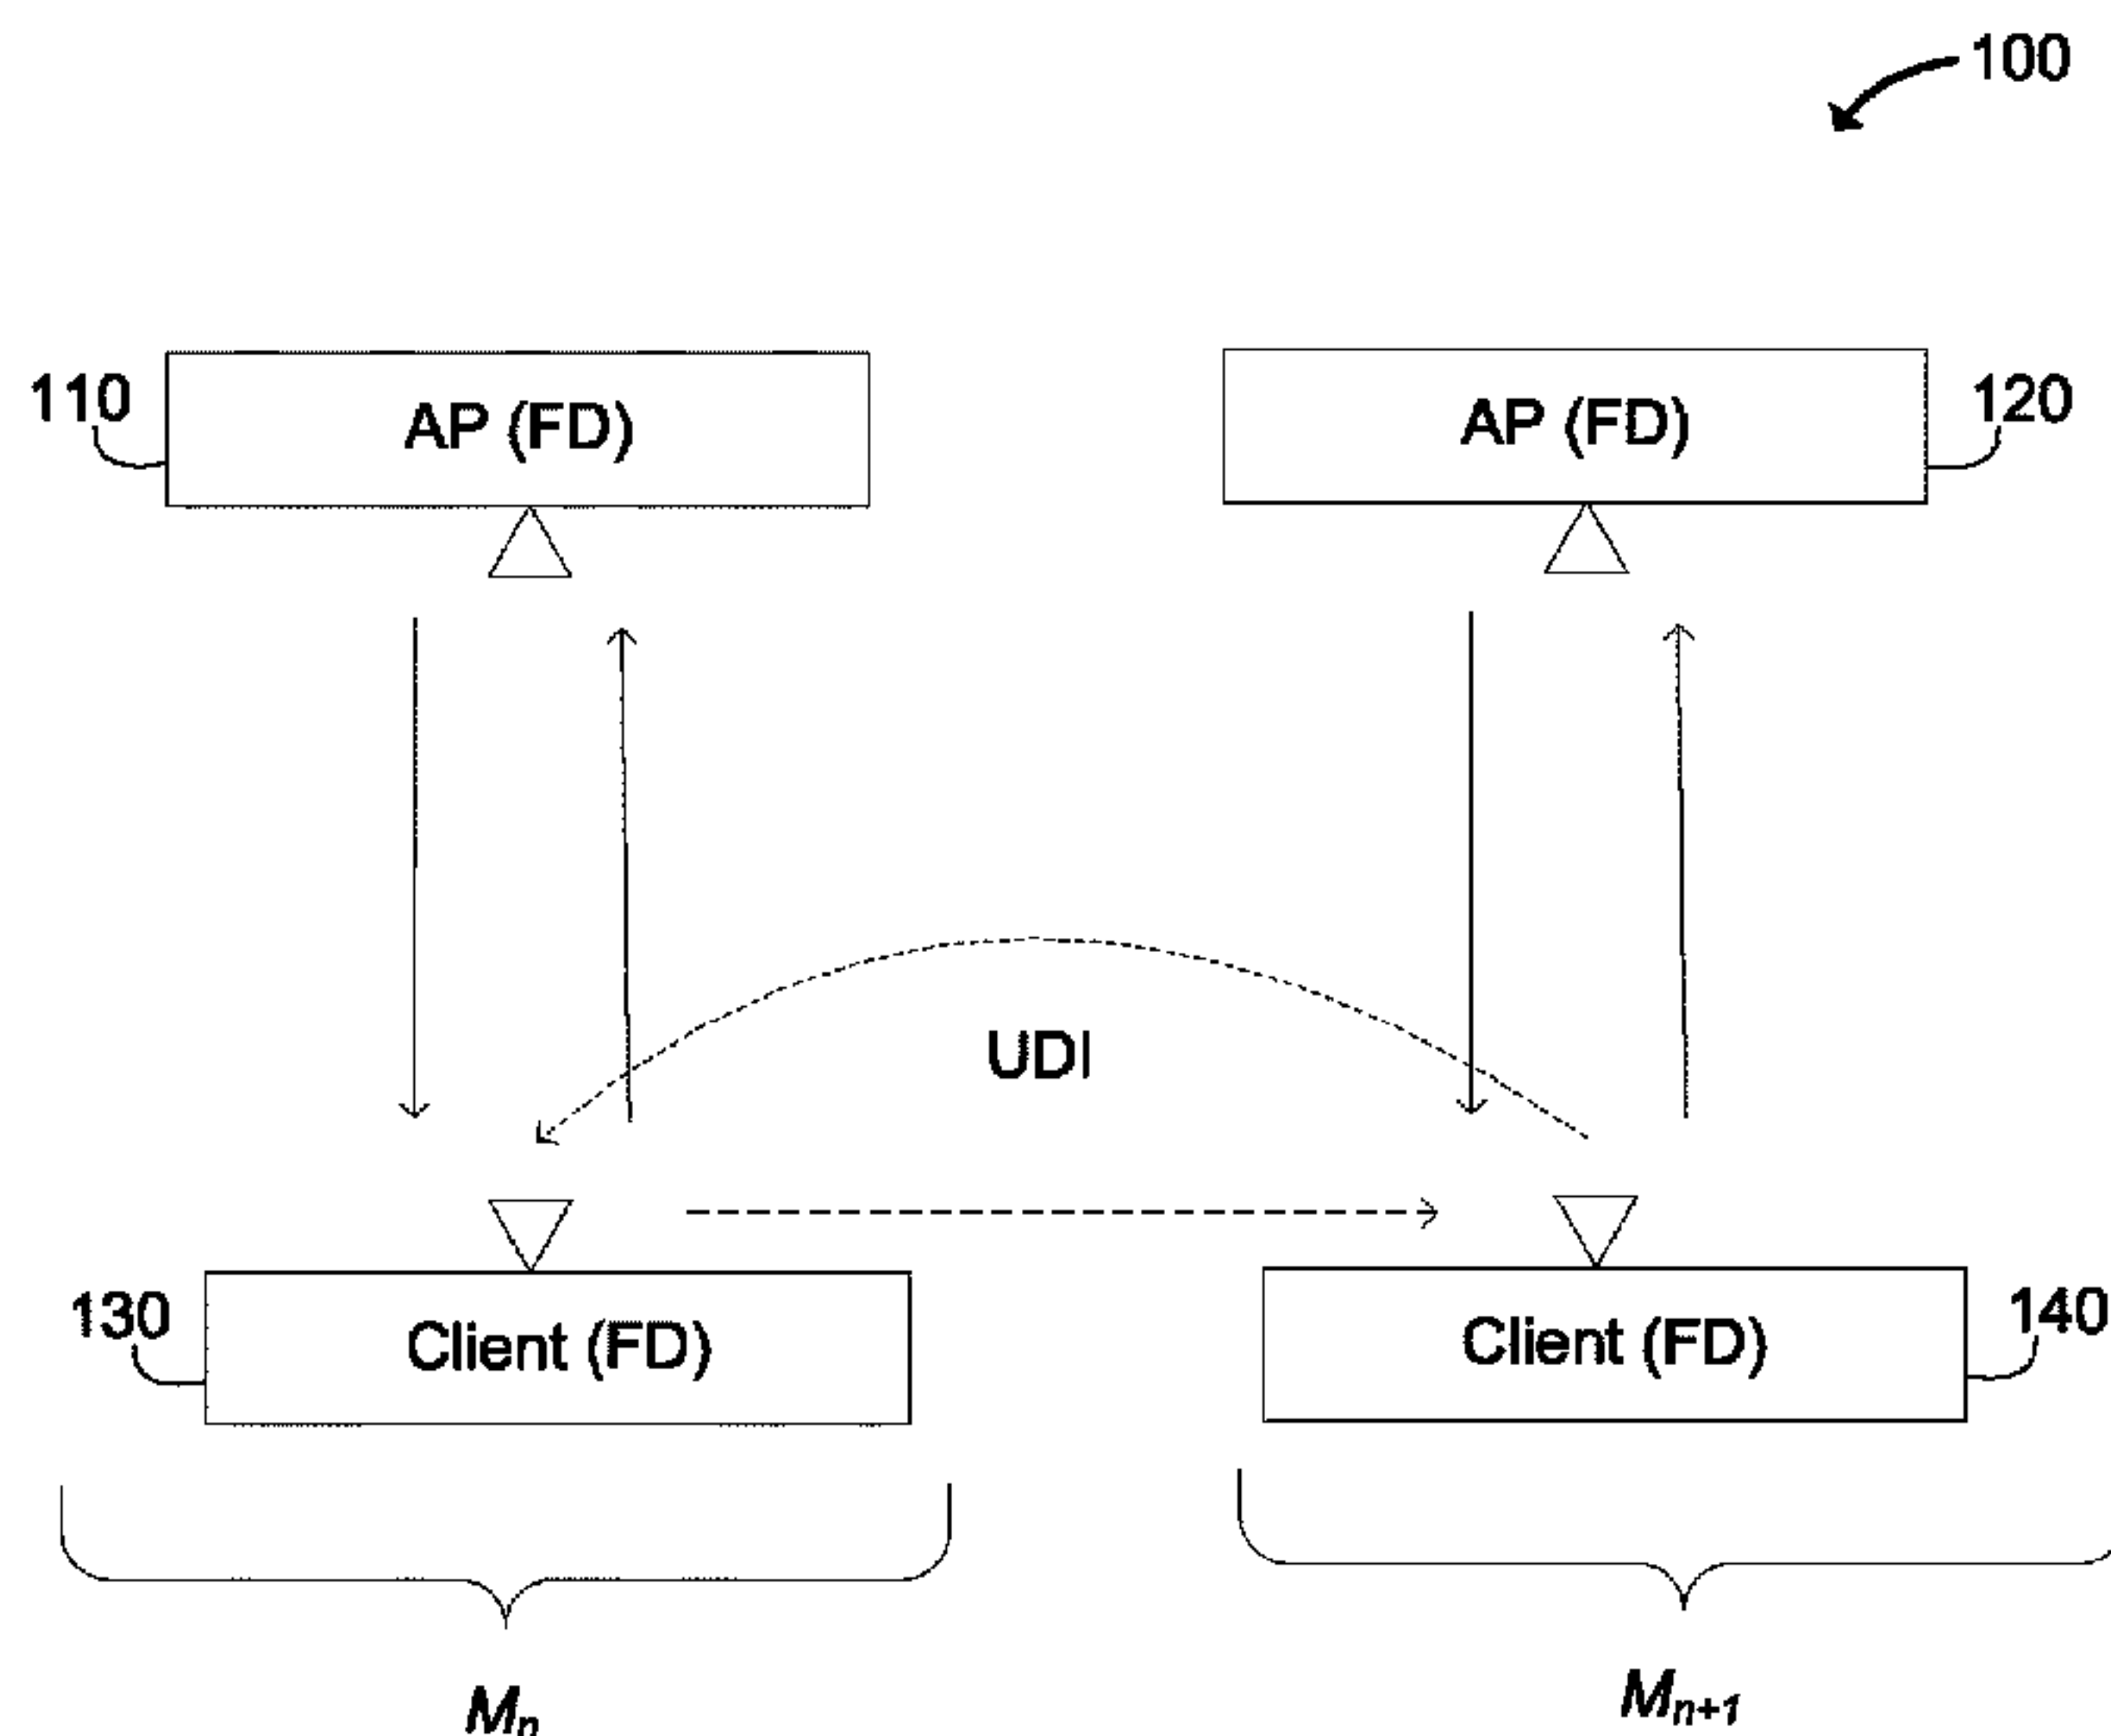 100
110
AP (FD)
AP (FD)
120
UDI
130
Client (FD)
Client (FD)
140
Mn
Mn+1